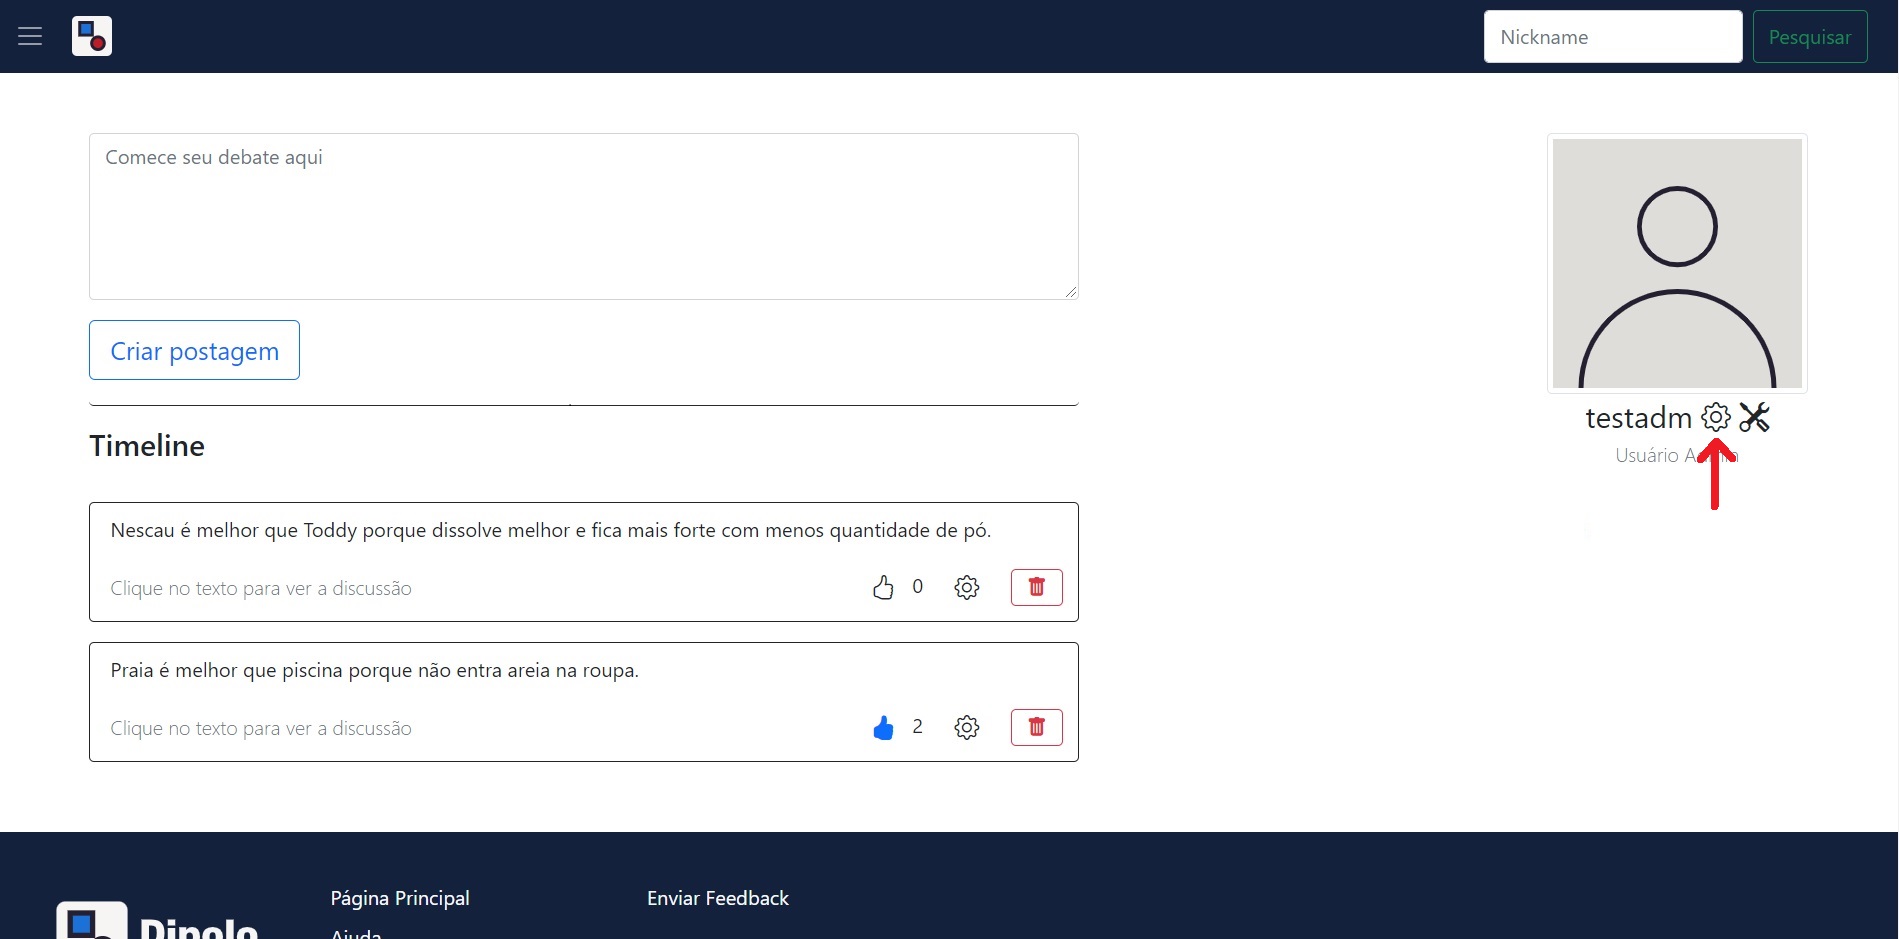 Nickname
Pesquisar
Comece seu debate aqui
Criar postagem
testadm
Usuário
Timeline
Nescau é melhor que Toddy porque dissolve melhor e fica mais forte com menos quantidade de pó.
Clique no texto para ver a discussão
0
Praia é melhor que piscina porque não entra areia na roupa.
Clique no texto para ver a discussão
2
Página Principal
Enviar Feedback
Dipolo
Ajuda